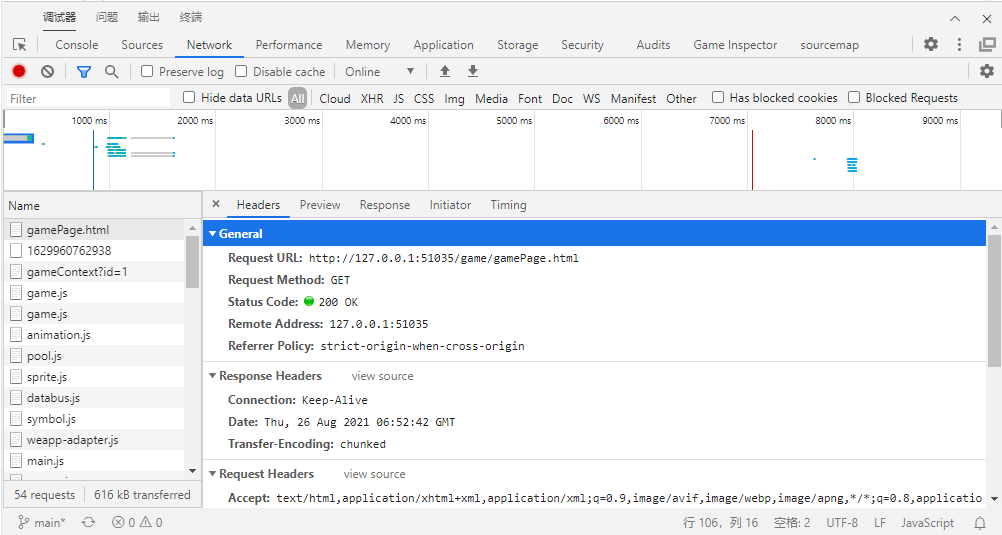 调试器 问题 输出 终端
Console Sources Network Performance Memory Application Storage Security Audits Game Inspector sourcemap
Preserve log Disable cache Online
Filter Hide data URLs All Cloud XHR JS CSS Img Media Font Doc WS Manifest Other Has blocked cookies Blocked Requests
1000 ms 2000 ms 3000 ms 4000 ms 5000 ms 6000 ms 7000 ms 8000 ms 9000 ms
Name
gamePage.html
1629960762938
gameContext?id=1
game.js
game.js
animation.js
pool.js
sprite.js
databus.js
symbol.js
weapp-adapter.js
main.js
54 requests 616 kB transferred
Headers Preview Response Initiator Timing
General
Request URL: http://127.0.0.1:51035/game/gamePage.html
Request Method: GET
Status Code: 200 OK
Remote Address: 127.0.0.1:51035
Referrer Policy: strict-origin-when-cross-origin
Response Headers view source
Connection: Keep-Alive
Date: Thu, 26 Aug 2021 06:52:42 GMT
Transfer-Encoding: chunked
Request Headers view source
Accept: text/html,application/xhtml+xml,application/xml;q=0.9,image/avif,image/webp,image/apng,*/*;q=0.8,applicatio
main* 0 0 行 106，列 16 空格: 2 UTF-8 LF JavaScript